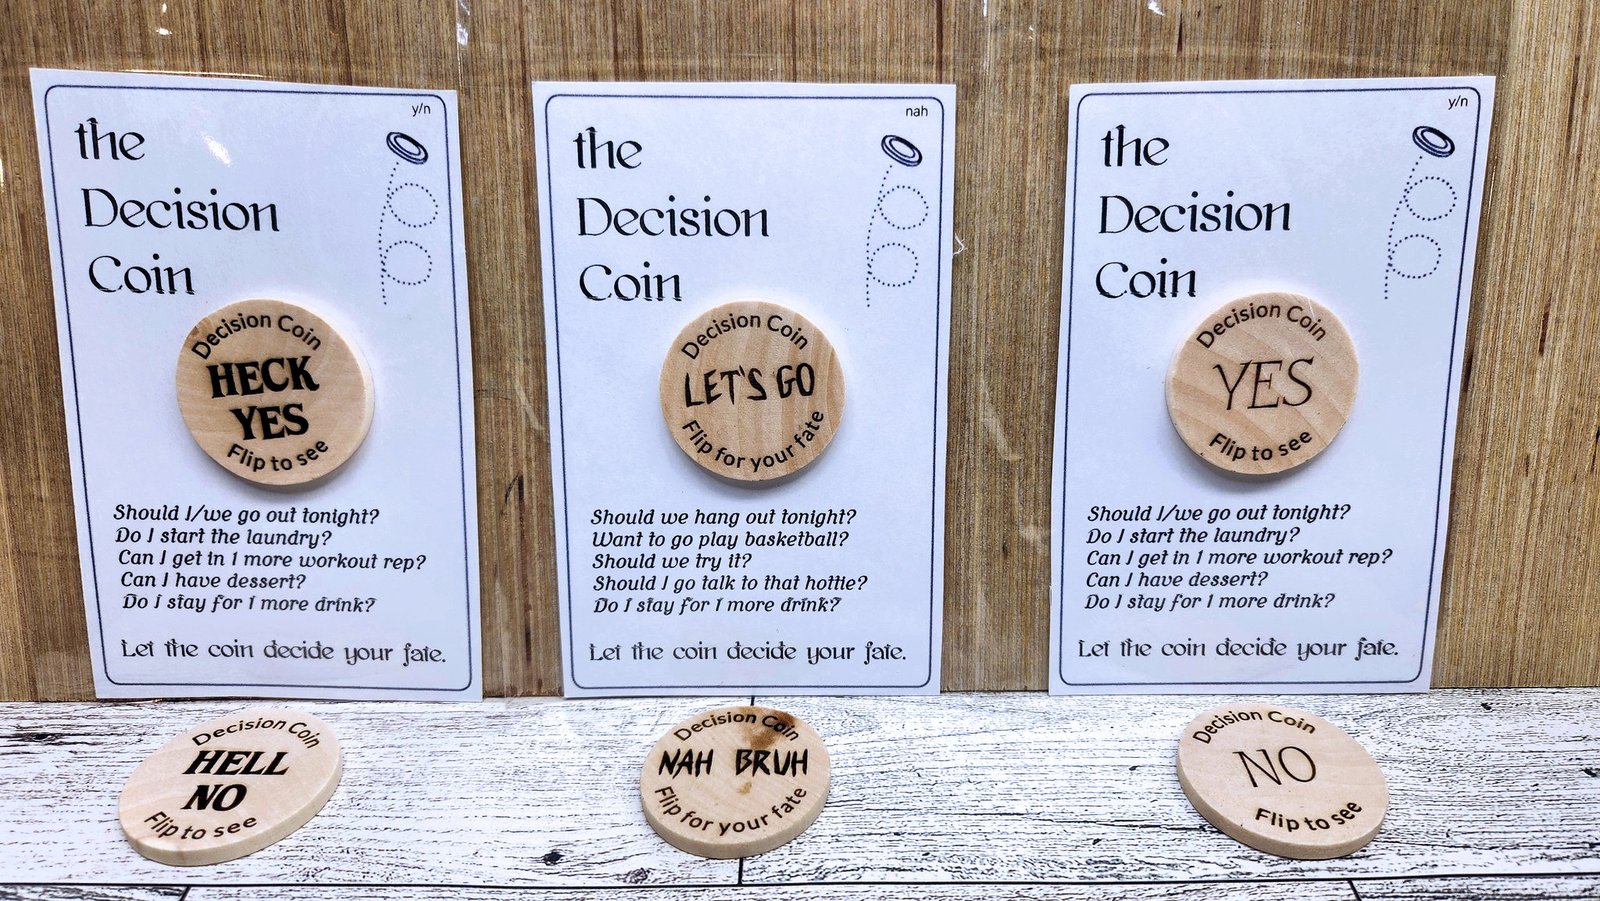 y/n
the
Decision
Coin
Decision Coin
HECK
YES
Flip to see
Should I/we go out tonight?
Do I start the laundry?
Can I get in 1 more workout rep?
Can I have dessert?
Do I stay for 1 more drink?
Let the coin decide your fate.
Decision Coin
HELL
NO
Flip to see
nah
the
Decision
Coin
Decision Coin
LET'S GO
Flip for your fate
Should we hang out tonight?
Want to go play basketball?
Should we try it?
Should I go talk to that hottie?
Do I stay for 1 more drink?
Let the coin decide your fate.
Decision Coin
NAH BRUH
Flip for your fate
y/n
the
Decision
Coin
Decision Coin
YES
Flip to see
Should I/we go out tonight?
Do I start the laundry?
Can I get in 1 more workout rep?
Can I have dessert?
Do I stay for 1 more drink?
Let the coin decide your fate.
Decision Coin
NO
Flip to see